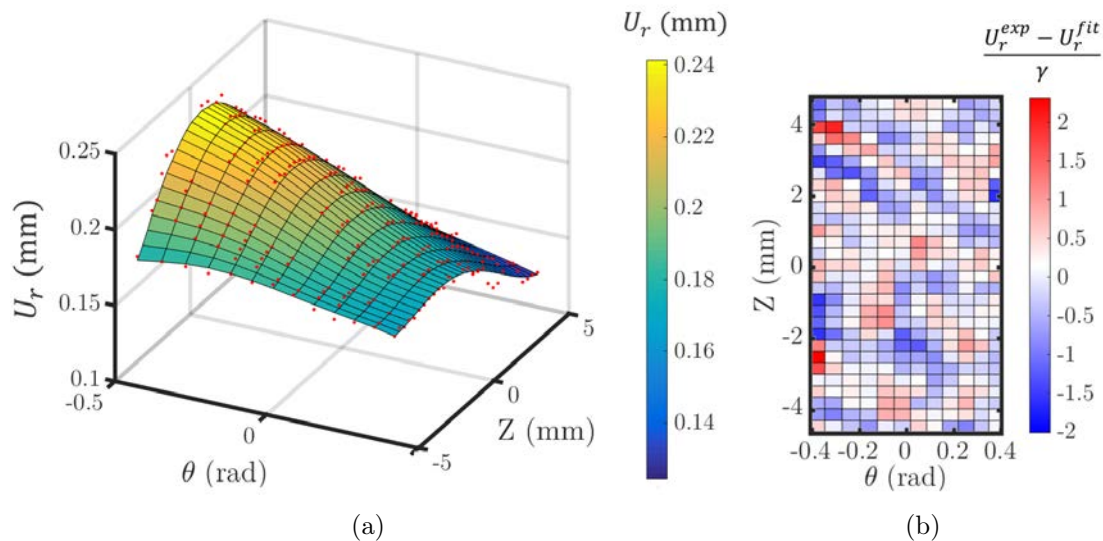 U_r (mm)
0.25
0.2
0.15
0.1
-0.5
0
θ (rad)
-5
0
5
Z (mm)
U_r (mm)
0.24
0.22
0.2
0.18
0.16
0.14
(a)
U_r^{exp} − U_r^{fit}
γ
Z (mm)
4
2
0
-2
-4
-0.4 -0.2 0 0.2 0.4
θ (rad)
2
1.5
1
0.5
0
-0.5
-1
-1.5
-2
(b)